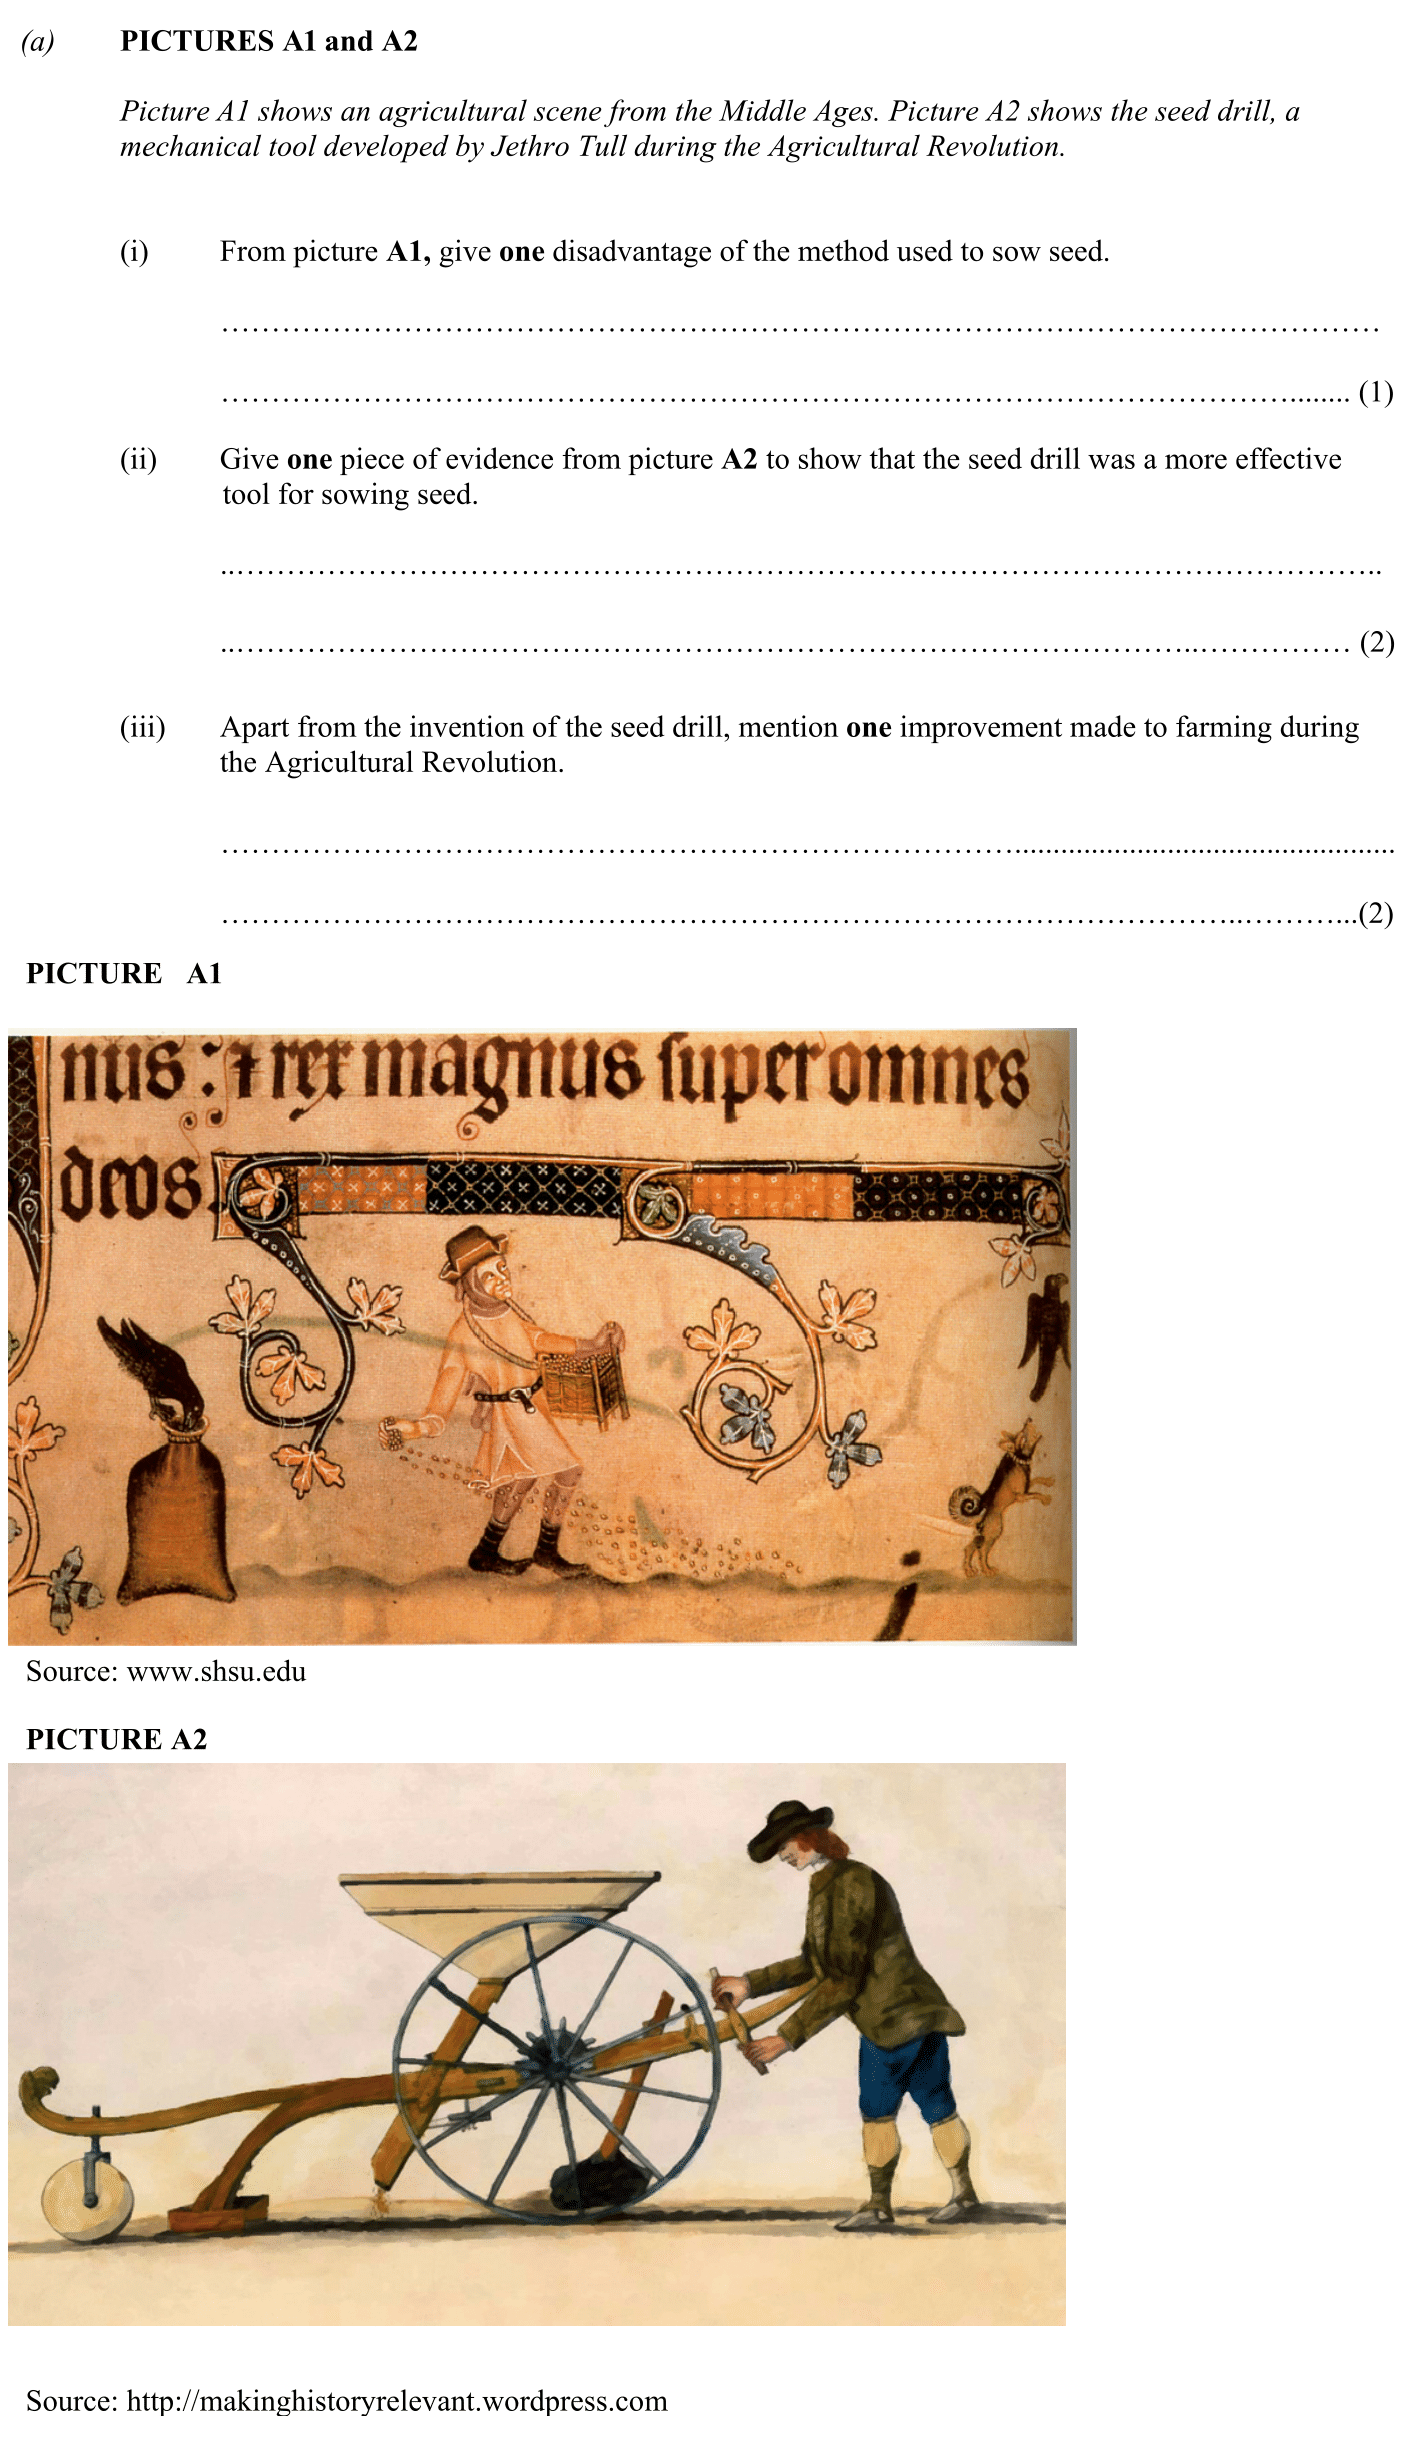 (a) PICTURES A1 and A2
Picture A1 shows an agricultural scene from the Middle Ages. Picture A2 shows the seed drill, a
mechanical tool developed by Jethro Tull during the Agricultural Revolution.
(i) From picture A1, give one disadvantage of the method used to sow seed.
(1)
(ii) Give one piece of evidence from picture A2 to show that the seed drill was a more effective
tool for sowing seed.
(2)
(iii) Apart from the invention of the seed drill, mention one improvement made to farming during
the Agricultural Revolution.
(2)
PICTURE A1
nus: ⁊ rex magnus super omnes
deos.
Source: www.shsu.edu
PICTURE A2
Source: http://makinghistoryrelevant.wordpress.com